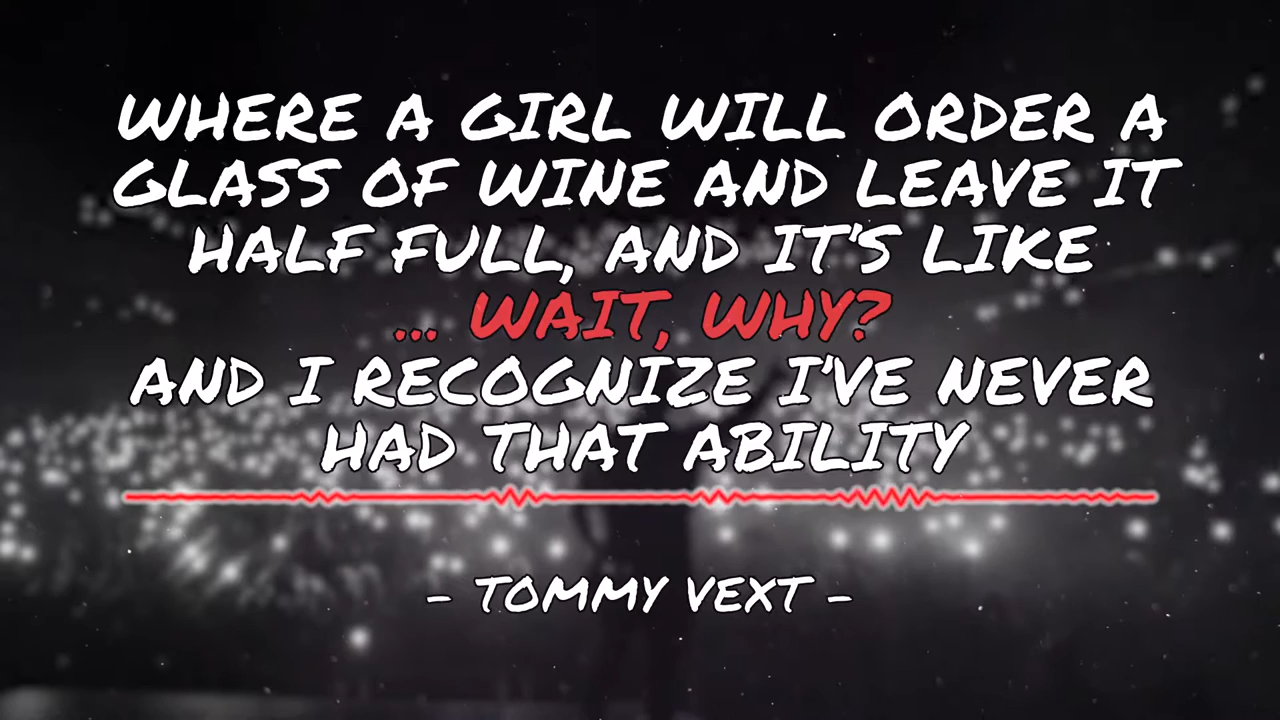 WHERE A GIRL WILL ORDER A
GLASS OF WINE AND LEAVE IT
HALF FULL, AND IT'S LIKE
... WAIT, WHY?
AND I RECOGNIZE I'VE NEVER
HAD THAT ABILITY
- TOMMY VEXT -